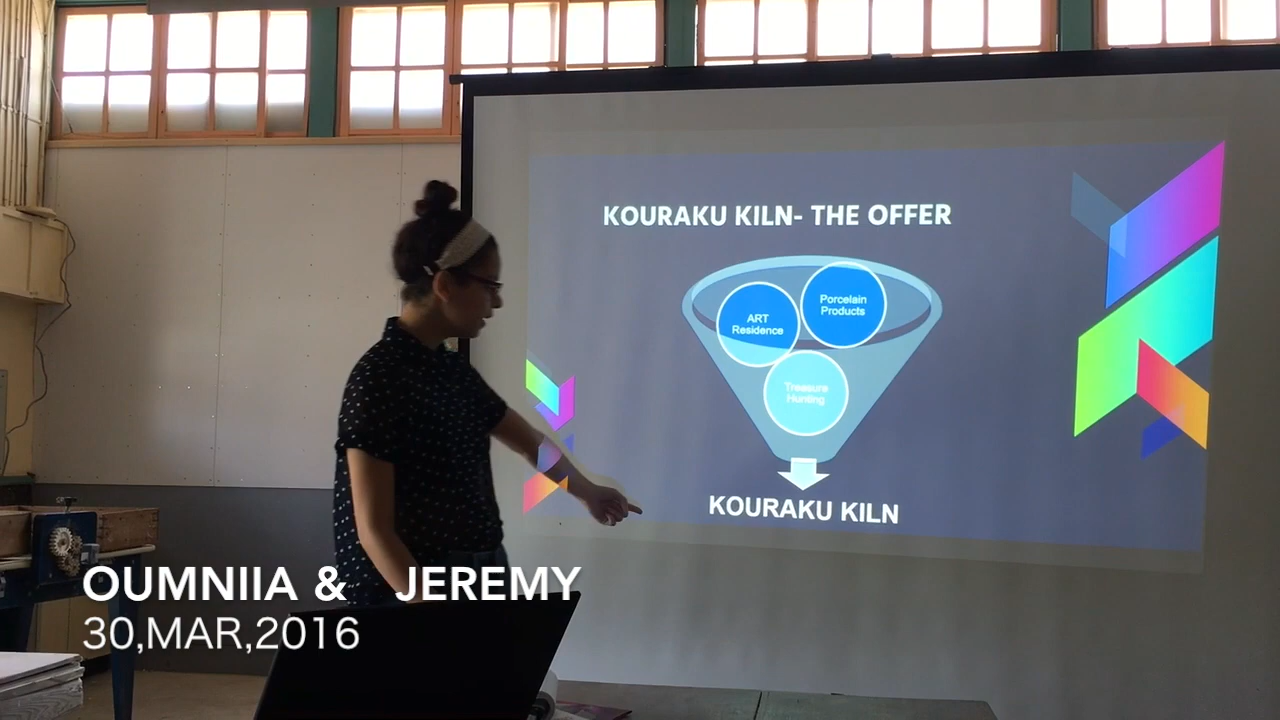 KOURAKU KILN- THE OFFER
ART
Residence
Porcelain
Products
Treasure
Hunting
KOURAKU KILN
OUMNIIA & JEREMY
30,MAR,2016